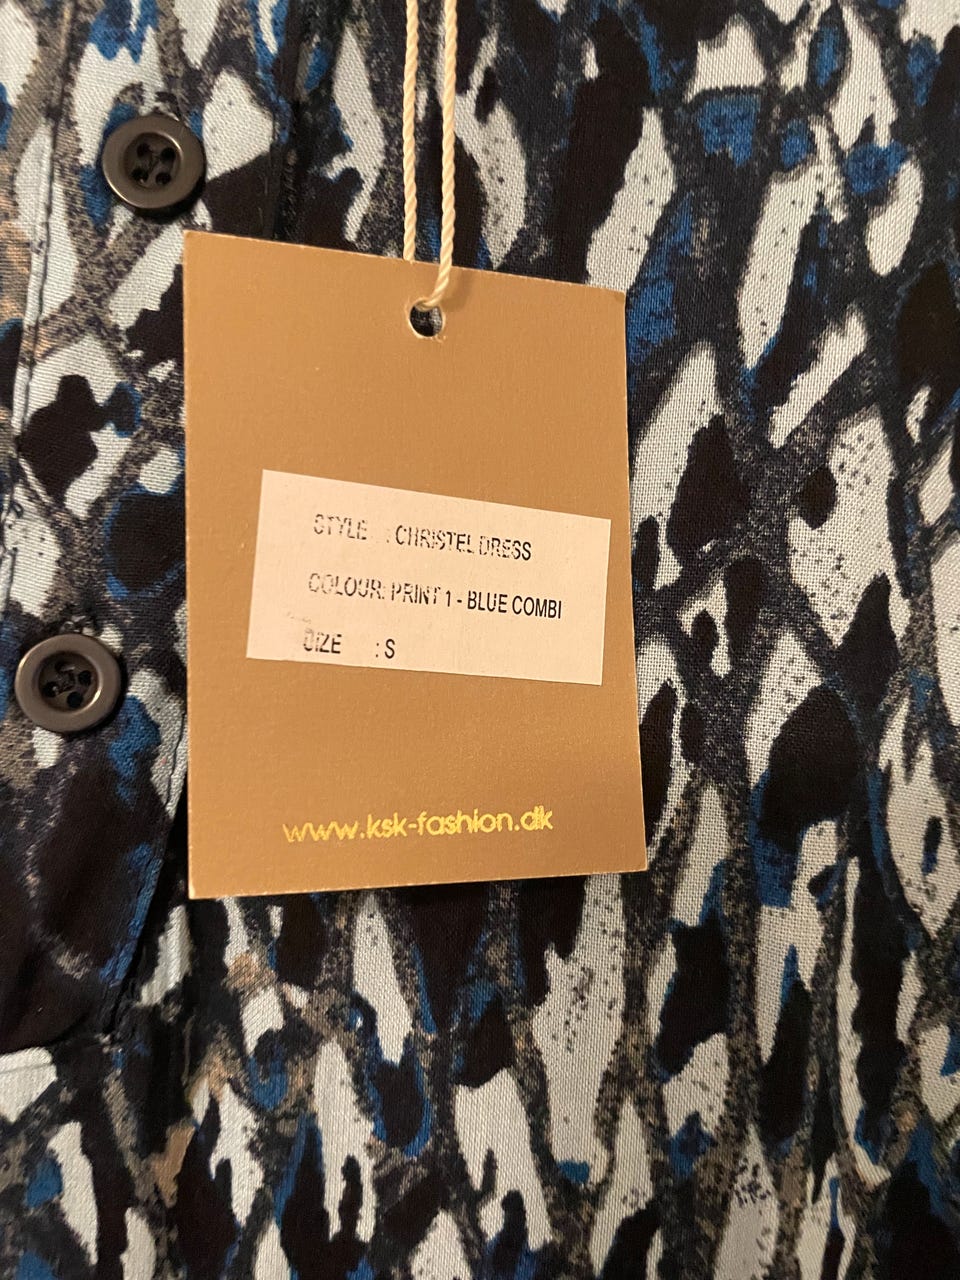 STYLE : CHRISTEL DRESS
COLOUR: PRINT 1 - BLUE COMBI
SIZE : S
www.ksk-fashion.dk